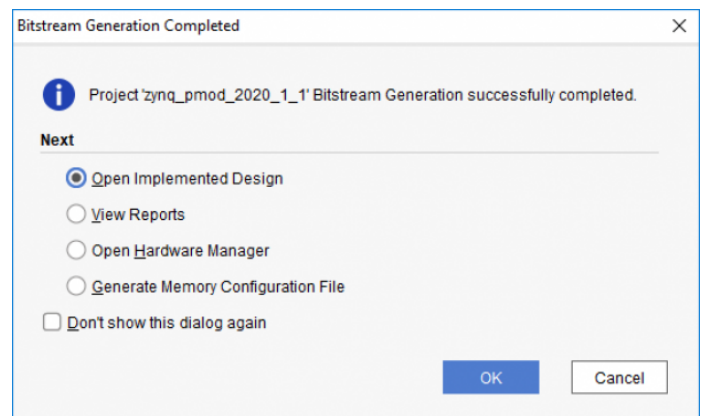 Bitstream Generation Completed
Project 'zynq_pmod_2020_1_1' Bitstream Generation successfully completed.
Next
Open Implemented Design
View Reports
Open Hardware Manager
Generate Memory Configuration File
Don't show this dialog again
OK
Cancel